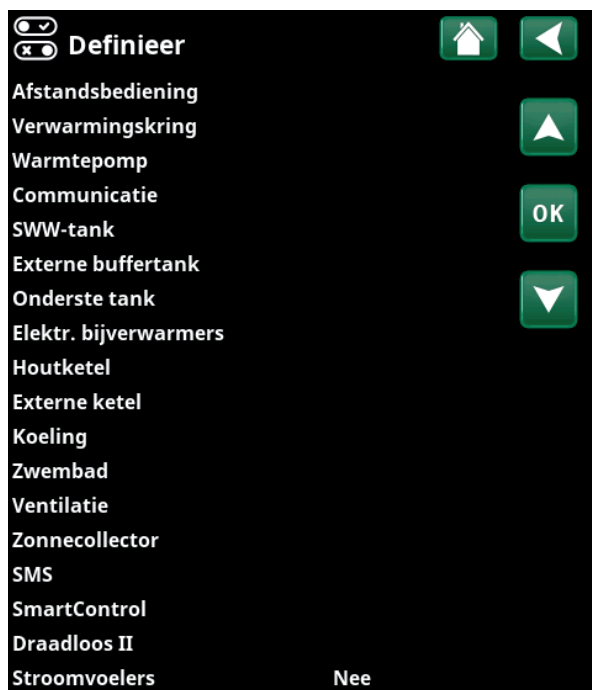 Definieer
Afstandsbediening
Verwarmingskring
Warmtepomp
Communicatie
OK
SWW-tank
Externe buffertank
Onderste tank
Elektr. bijverwarmers
Houtketel
Externe ketel
Koeling
Zwembad
Ventilatie
Zonnecollector
SMS
SmartControl
Draadloos II
Stroomvoelers Nee